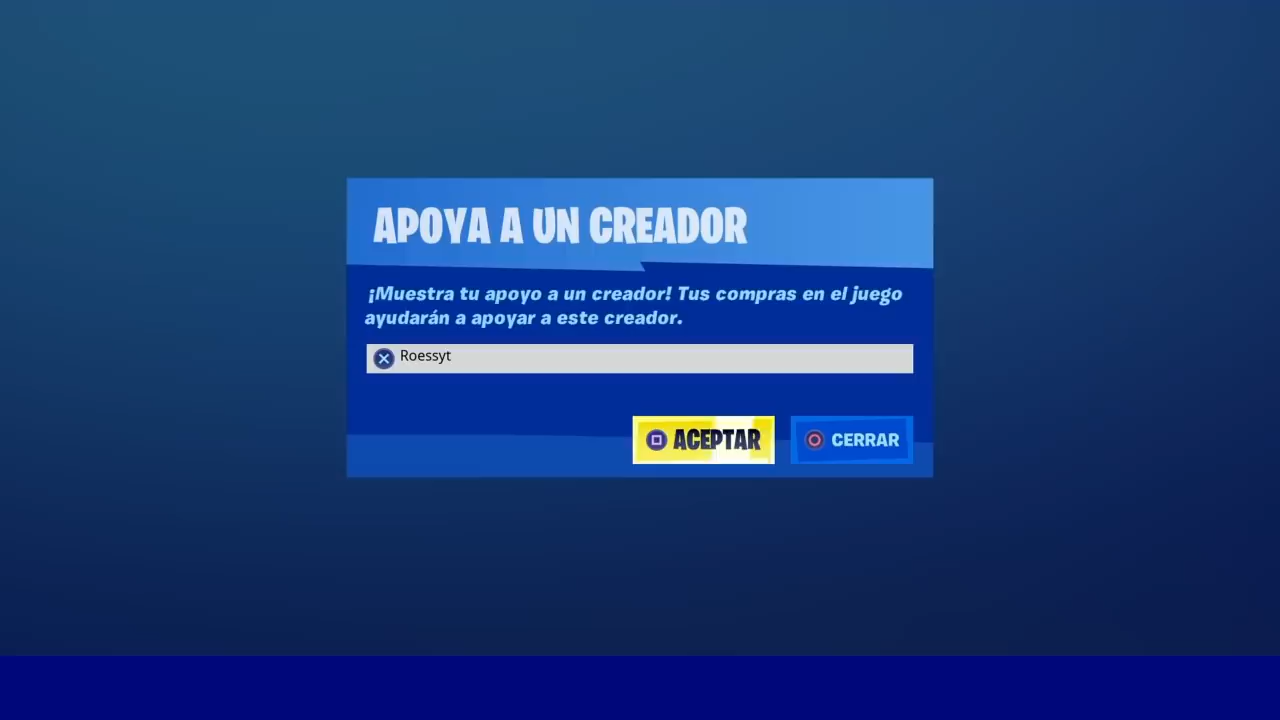 APOYA A UN CREADOR
¡Muestra tu apoyo a un creador! Tus compras en el juego
ayudarán a apoyar a este creador.
Roessyt
ACEPTAR CERRAR